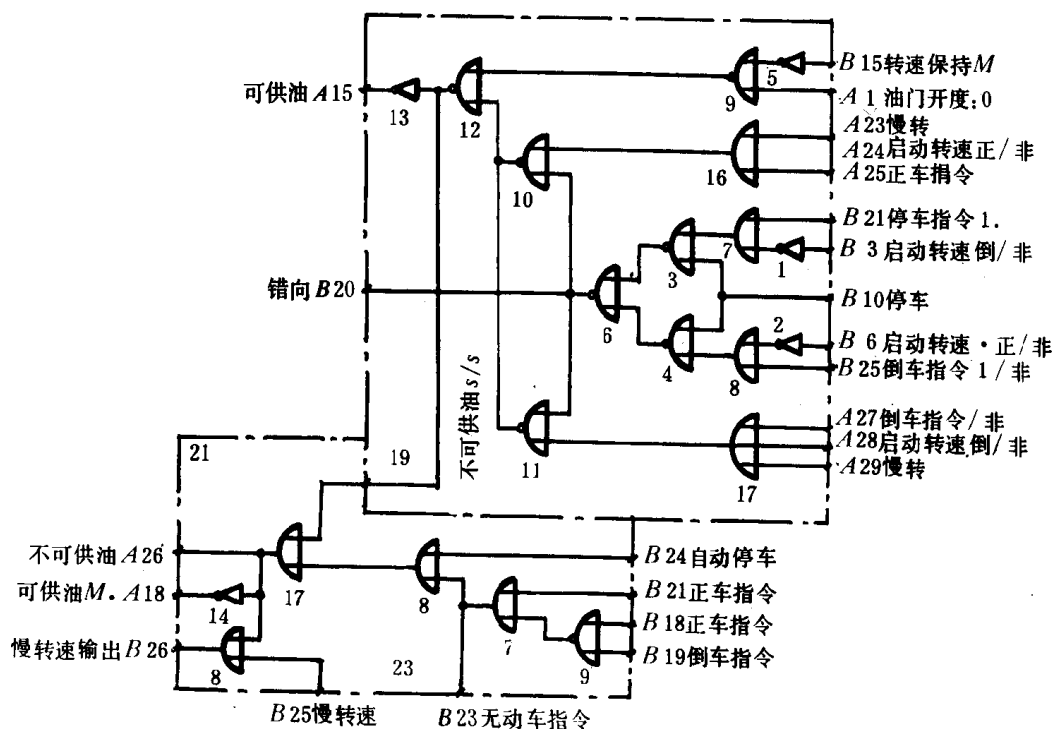 可供油A15
13
12
5
9
B15转速保持M
A1油门开度:0
A23慢转
A24启动转速正/非
A25正车指令
16
10
B21停车指令1.
B3启动转速倒/非
7
1
3
错向B20
6
B10停车
2
B6启动转速·正/非
B25倒车指令1/非
4
8
不可供油s/s
A27倒车指令/非
A28启动转速倒/非
A29慢转
11
17
21
19
不可供油A26
17
8
B24自动停车
可供油M.A18
14
B21正车指令
B18正车指令
7
慢转速输出B26
8
23
9
B19倒车指令
B25慢转速
B23无动车指令